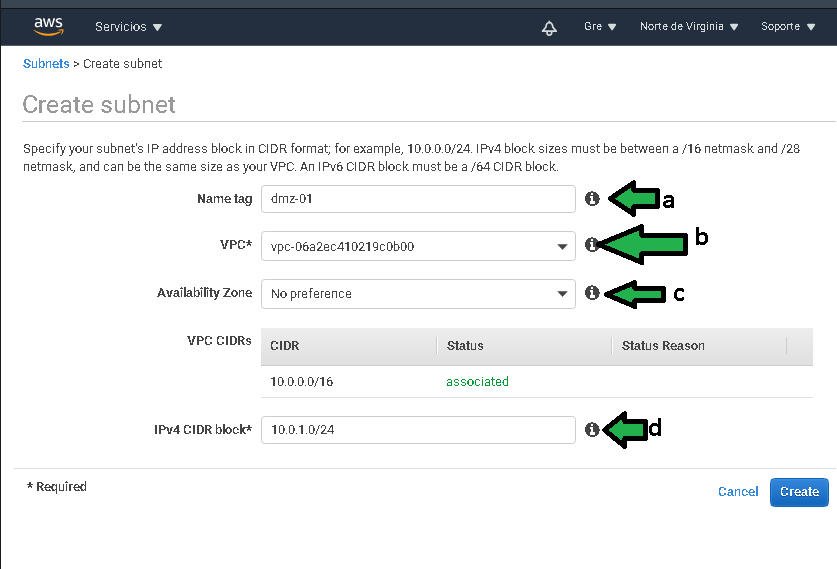 aws Servicios Gre Norte de Virginia Soporte
Subnets > Create subnet
Create subnet
Specify your subnet's IP address block in CIDR format; for example, 10.0.0.0/24. IPv4 block sizes must be between a /16 netmask and /28
netmask, and can be the same size as your VPC. An IPv6 CIDR block must be a /64 CIDR block.
Name tag dmz-01 a
VPC* vpc-06a2ec410219c0b00 b
Availability Zone No preference c
VPC CIDRs CIDR Status Status Reason
10.0.0.0/16 associated
IPv4 CIDR block* 10.0.1.0/24 d
* Required
Cancel Create